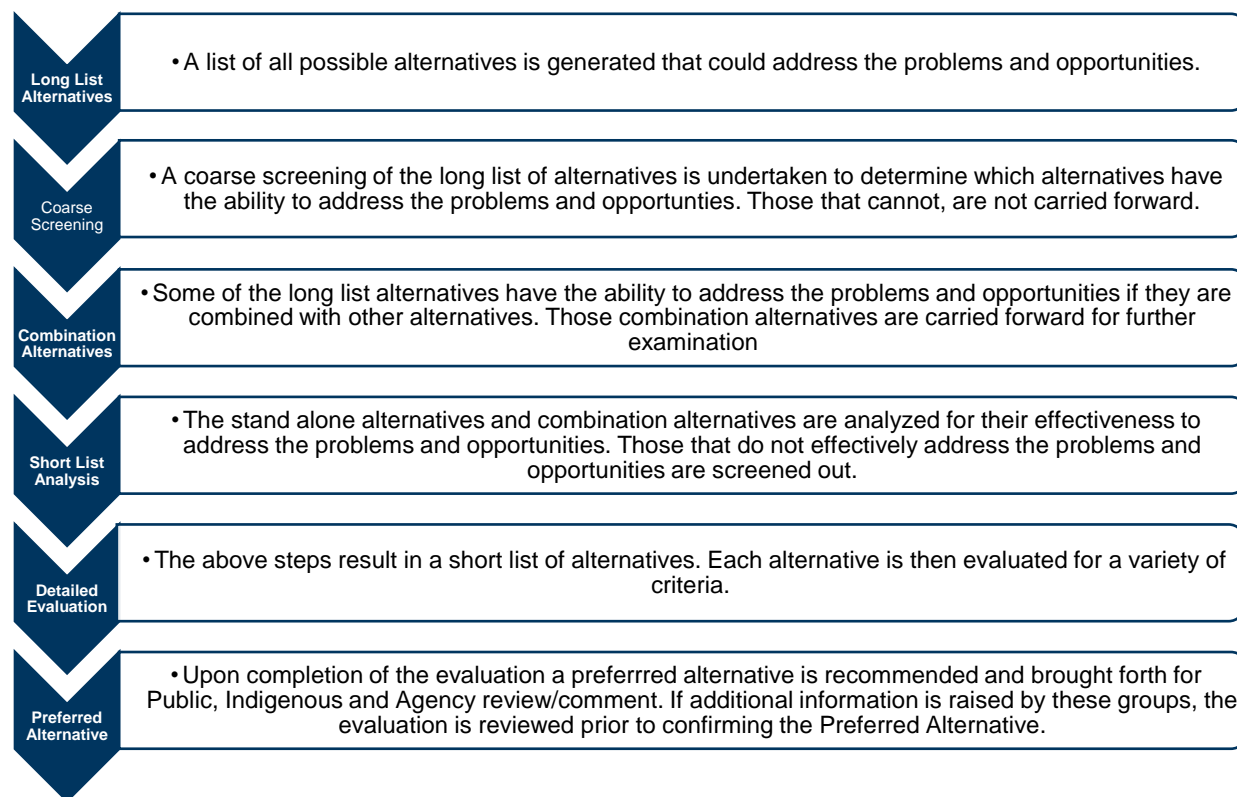 Long List
Alternatives
• A list of all possible alternatives is generated that could address the problems and opportunities.
Coarse
Screening
• A coarse screening of the long list of alternatives is undertaken to determine which alternatives have
the ability to address the problems and opportunties. Those that cannot, are not carried forward.
Combination
Alternatives
• Some of the long list alternatives have the ability to address the problems and opportunities if they are
combined with other alternatives. Those combination alternatives are carried forward for further
examination
Short List
Analysis
• The stand alone alternatives and combination alternatives are analyzed for their effectiveness to
address the problems and opportunities. Those that do not effectively address the problems and
opportunities are screened out.
Detailed
Evaluation
• The above steps result in a short list of alternatives. Each alternative is then evaluated for a variety of
criteria.
Preferred
Alternative
• Upon completion of the evaluation a preferrred alternative is recommended and brought forth for
Public, Indigenous and Agency review/comment. If additional information is raised by these groups, the
evaluation is reviewed prior to confirming the Preferred Alternative.